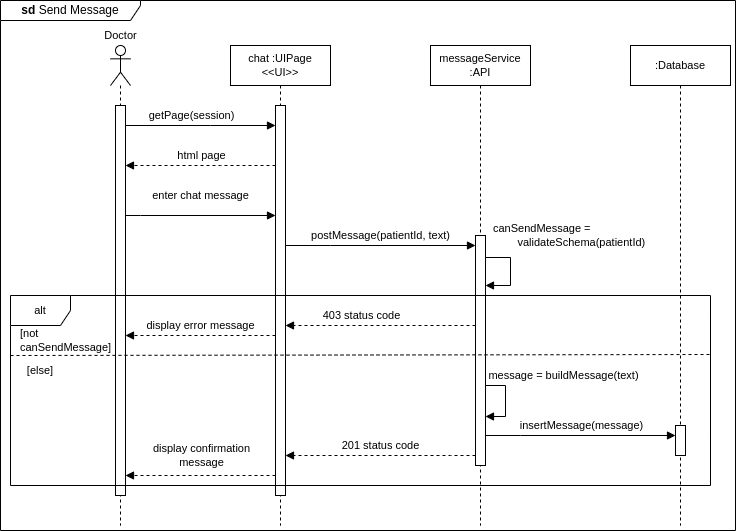 sd Send Message
Doctor
chat :UIPage
<<UI>>
messageService
:API
:Database
getPage(session)
html page
enter chat message
postMessage(patientId, text)
canSendMessage =
validateSchema(patientId)
alt
[not
canSendMessage]
403 status code
display error message
[else]
message = buildMessage(text)
insertMessage(message)
201 status code
display confirmation
message